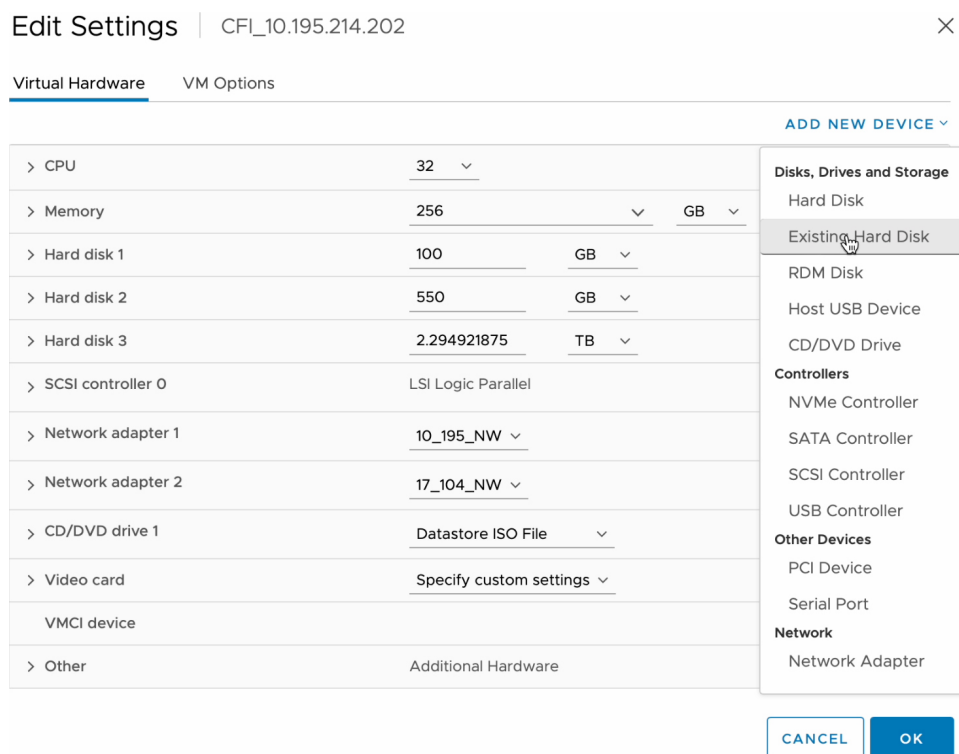 Edit Settings CFI_10.195.214.202
Virtual Hardware VM Options
ADD NEW DEVICE
CPU 32
Memory 256 GB
Hard disk 1 100 GB
Hard disk 2 550 GB
Hard disk 3 2.294921875 TB
SCSI controller 0 LSI Logic Parallel
Network adapter 1 10_195_NW
Network adapter 2 17_104_NW
CD/DVD drive 1 Datastore ISO File
Video card Specify custom settings
VMCI device
Other Additional Hardware
Disks, Drives and Storage
Hard Disk
Existing Hard Disk
RDM Disk
Host USB Device
CD/DVD Drive
Controllers
NVMe Controller
SATA Controller
SCSI Controller
USB Controller
Other Devices
PCI Device
Serial Port
Network
Network Adapter
CANCEL OK